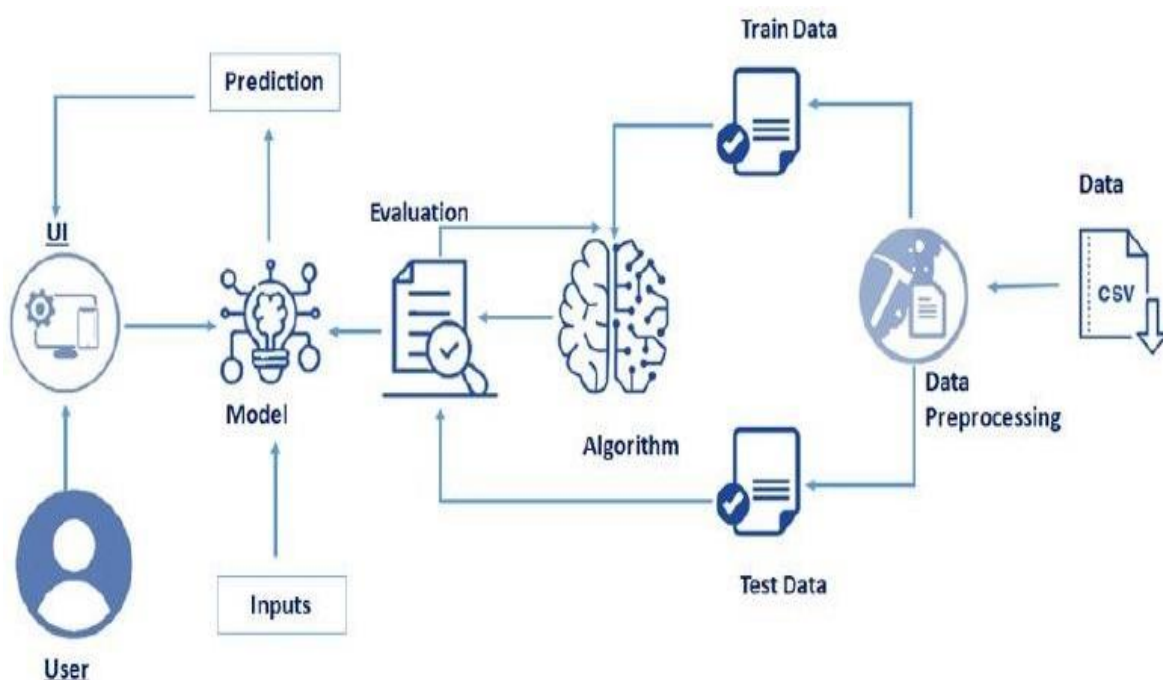 Train Data
Prediction
Data
Evaluation
UI
CSV
Data
Preprocessing
Model
Algorithm
Test Data
Inputs
User